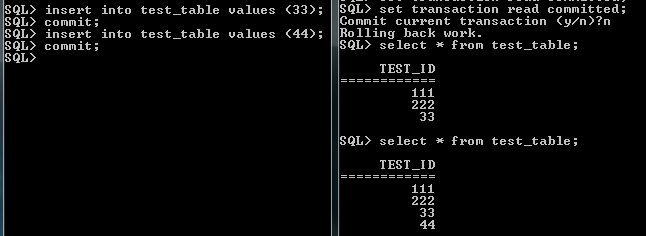 SQL> insert into test_table values (33);
SQL> commit;
SQL> insert into test_table values (44);
SQL> commit;
SQL>
SQL> set transaction read committed;
Commit current transaction (y/n)?n
Rolling back work.
SQL> select * from test_table;
TEST_ID
============
111
222
33
SQL> select * from test_table;
TEST_ID
============
111
222
33
44